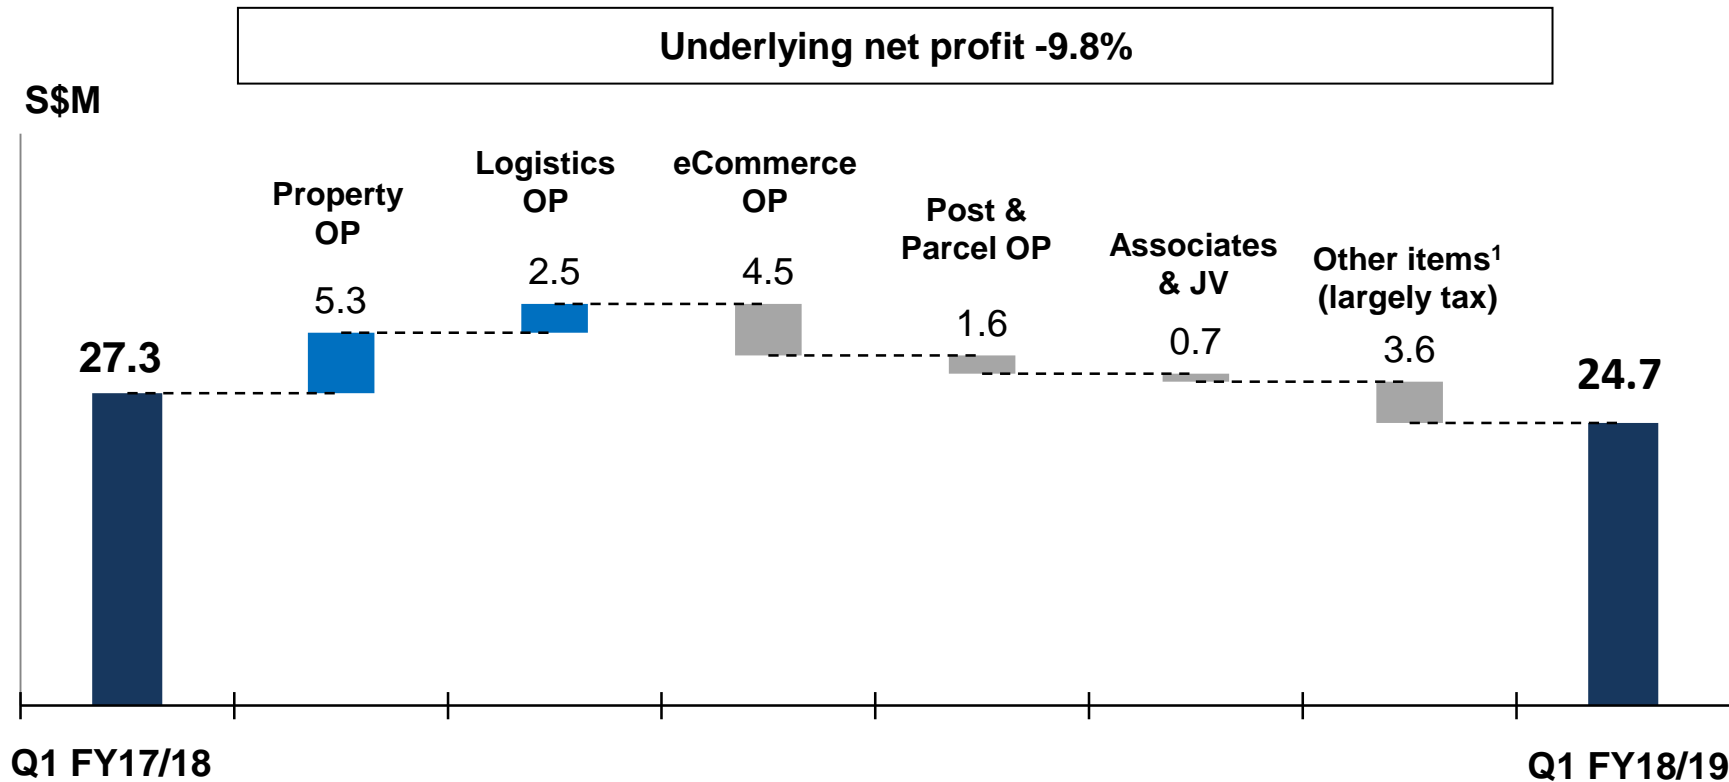 Underlying net profit -9.8%
S$M
Property
OP
5.3
Logistics
OP
2.5
eCommerce
OP
4.5
Post &
Parcel OP
1.6
Associates
& JV
0.7
Other items¹
(largely tax)
3.6
27.3
24.7
Q1 FY17/18
Q1 FY18/19